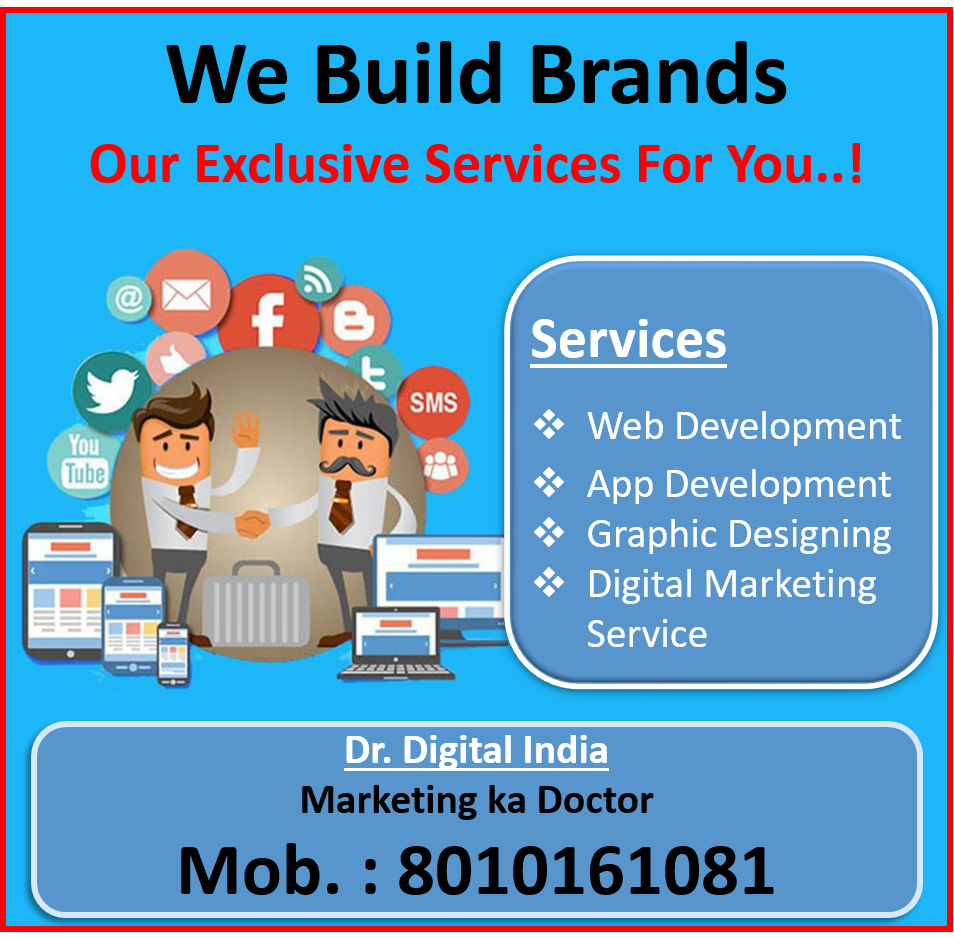 We Build Brands
Our Exclusive Services For You..!
@
f
B
t
SMS
You
Tube
Services
❖ Web Development
❖ App Development
❖ Graphic Designing
❖ Digital Marketing
Service
Dr. Digital India
Marketing ka Doctor
Mob. : 8010161081